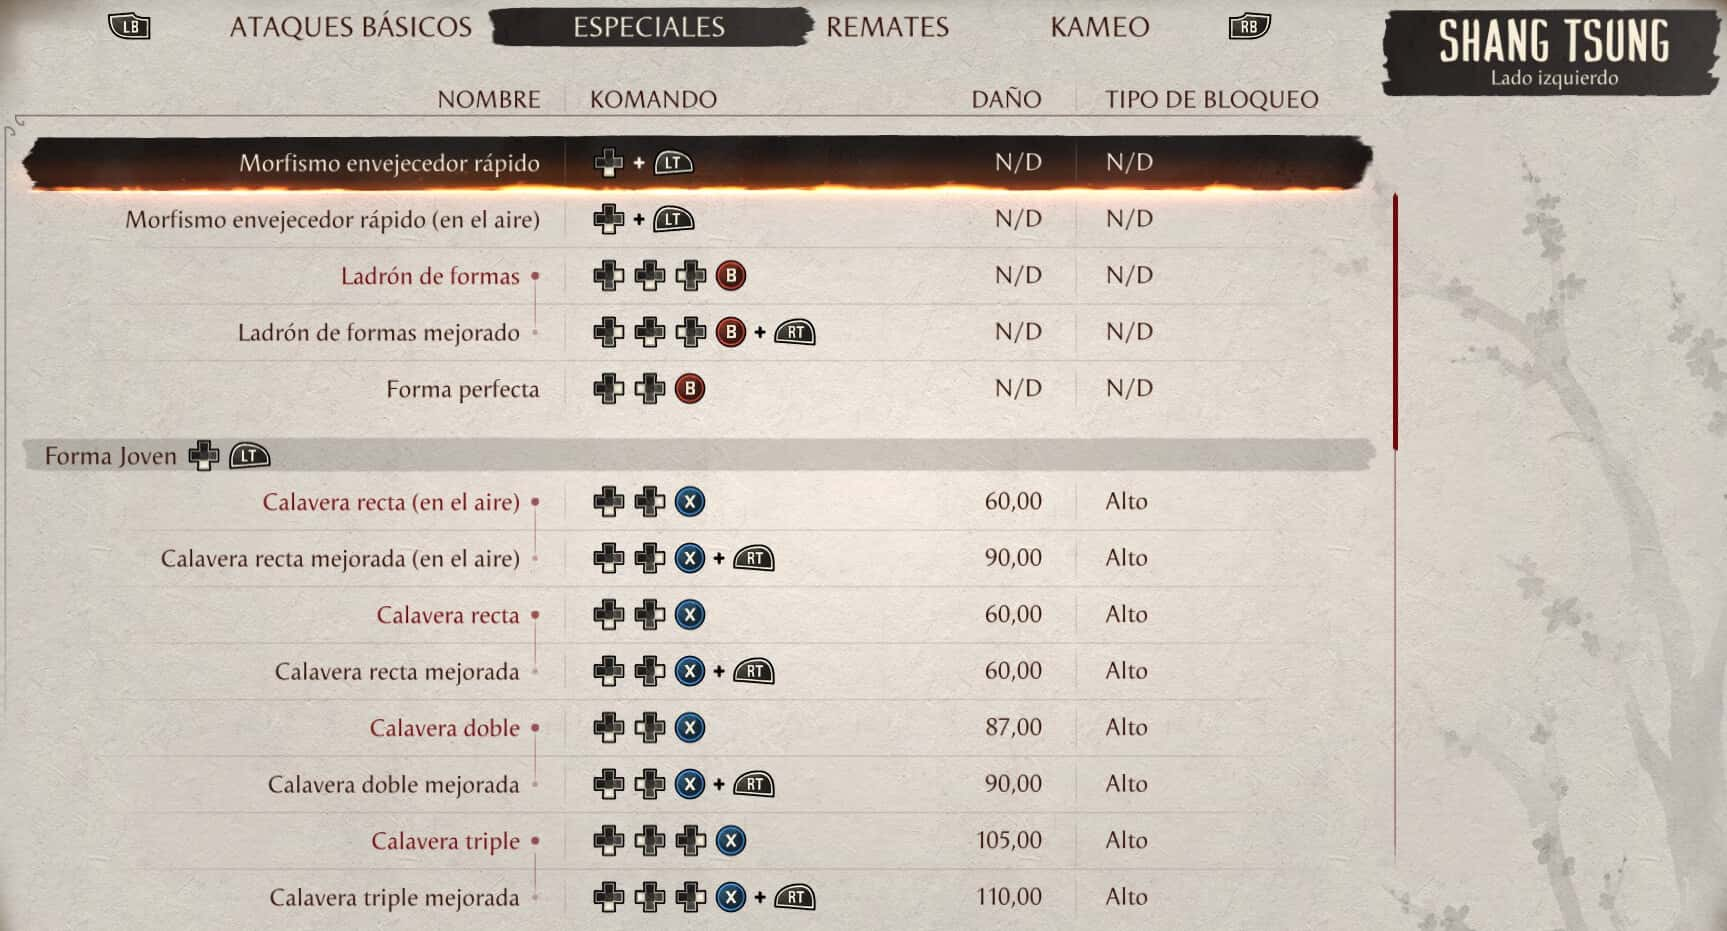 LB ATAQUES BÁSICOS ESPECIALES REMATES KAMEO RB
SHANG TSUNG
Lado izquierdo
NOMBRE KOMANDO DAÑO TIPO DE BLOQUEO
Morfismo envejecedor rápido + LT N/D N/D
Morfismo envejecedor rápido (en el aire) + LT N/D N/D
Ladrón de formas B N/D N/D
Ladrón de formas mejorado B + RT N/D N/D
Forma perfecta B N/D N/D
Forma Joven LT
Calavera recta (en el aire) X 60,00 Alto
Calavera recta mejorada (en el aire) X + RT 90,00 Alto
Calavera recta X 60,00 Alto
Calavera recta mejorada X + RT 60,00 Alto
Calavera doble X 87,00 Alto
Calavera doble mejorada X + RT 90,00 Alto
Calavera triple X 105,00 Alto
Calavera triple mejorada X + RT 110,00 Alto